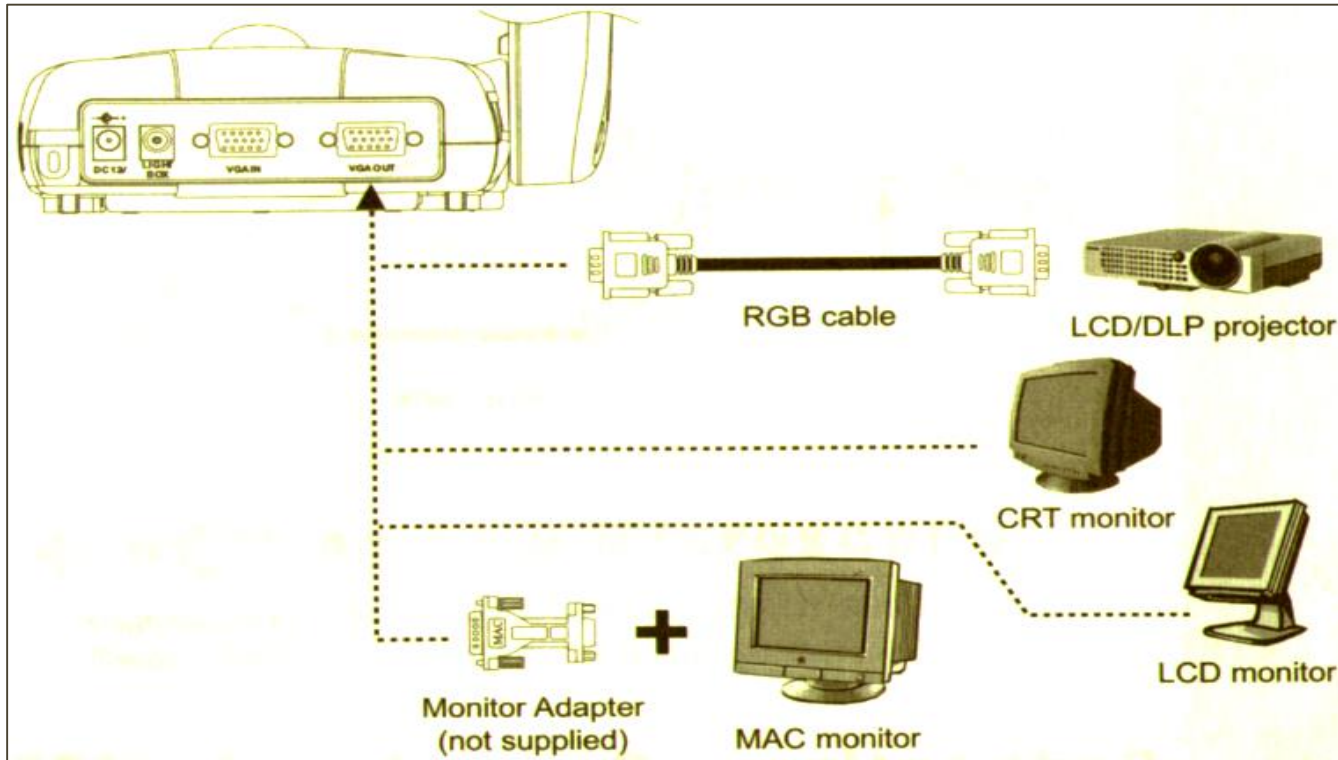 DC 12V
LIGHT
BOX
VGA IN
VGA OUT
RGB cable
LCD/DLP projector
CRT monitor
LCD monitor
MAC
Monitor Adapter
(not supplied)
MAC monitor